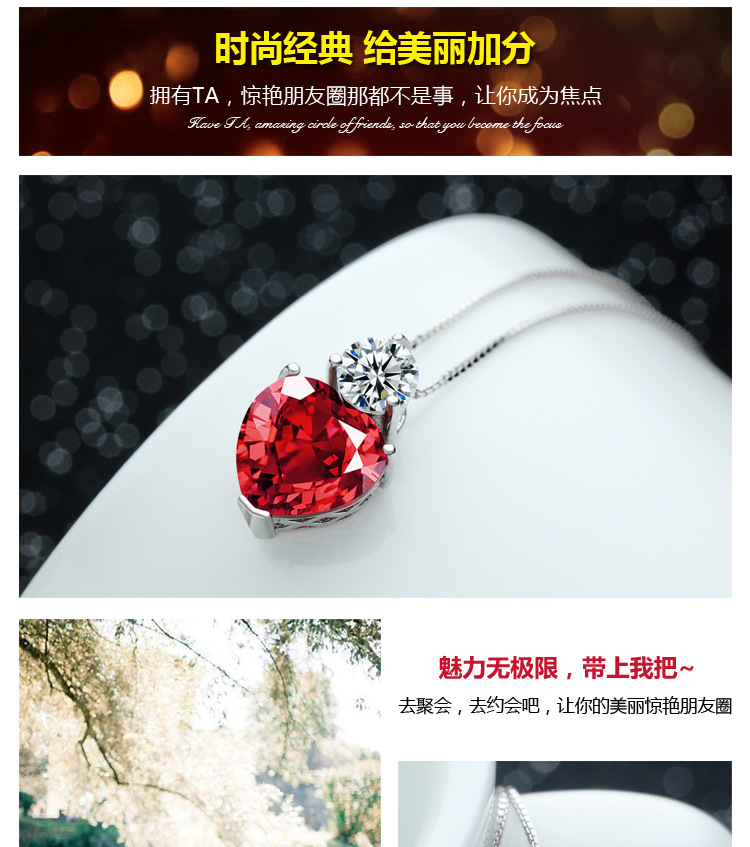 时尚经典 给美丽加分
拥有TA，惊艳朋友圈那都不是事，让你成为焦点
Have TA, amazing circle of friends, so that you become the focus
魅力无极限，带上我把~
去聚会，去约会吧，让你的美丽惊艳朋友圈